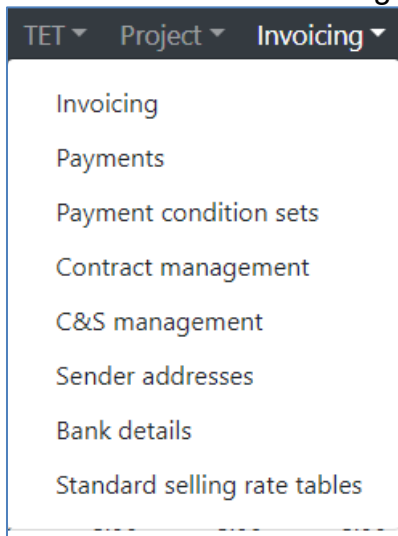 TET Project Invoicing
Invoicing
Payments
Payment condition sets
Contract management
C&S management
Sender addresses
Bank details
Standard selling rate tables